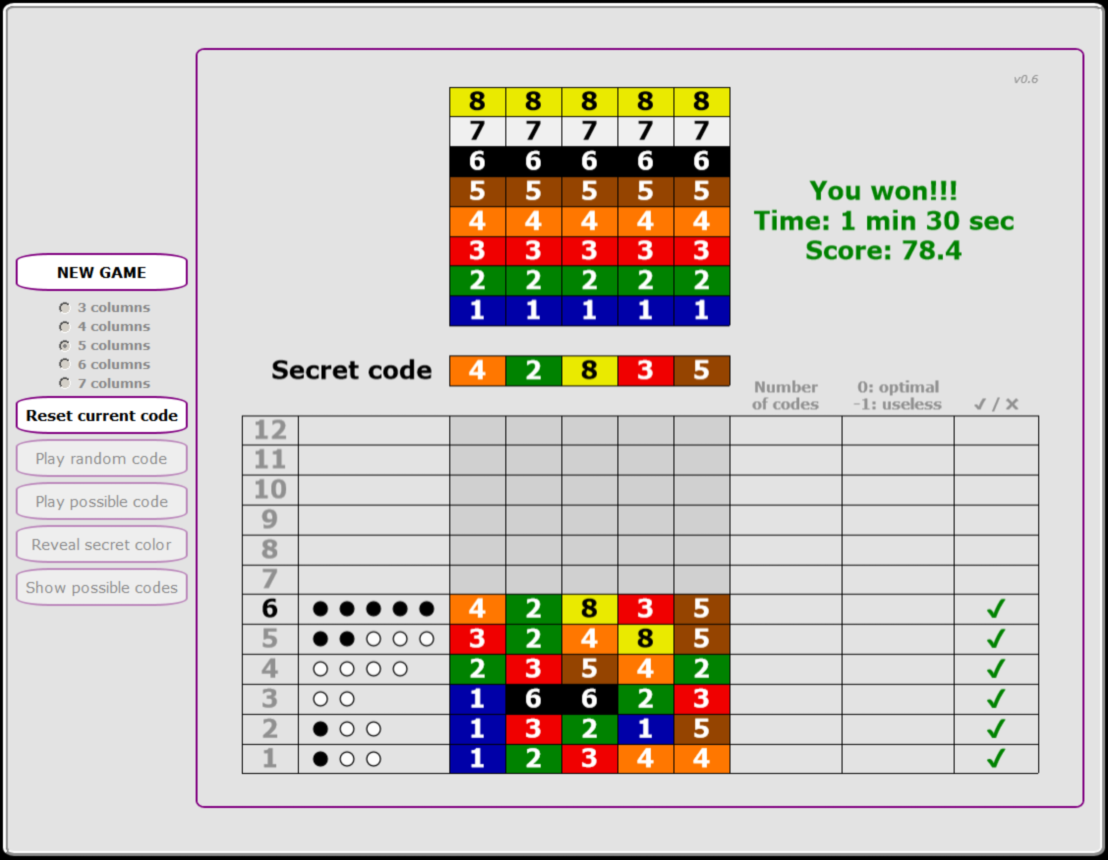 v0.6
8 8 8 8 8
7 7 7 7 7
6 6 6 6 6
5 5 5 5 5
4 4 4 4 4
3 3 3 3 3
2 2 2 2 2
1 1 1 1 1
You won!!!
Time: 1 min 30 sec
Score: 78.4
NEW GAME
3 columns
4 columns
5 columns
6 columns
7 columns
Reset current code
Play random code
Play possible code
Reveal secret color
Show possible codes
Secret code 4 2 8 3 5
Number
of codes
0: optimal
-1: useless
✓ / ✕
12
11
10
9
8
7
6 4 2 8 3 5 ✓
5 3 2 4 8 5 ✓
4 2 3 5 4 2 ✓
3 1 6 6 2 3 ✓
2 1 3 2 1 5 ✓
1 1 2 3 4 4 ✓